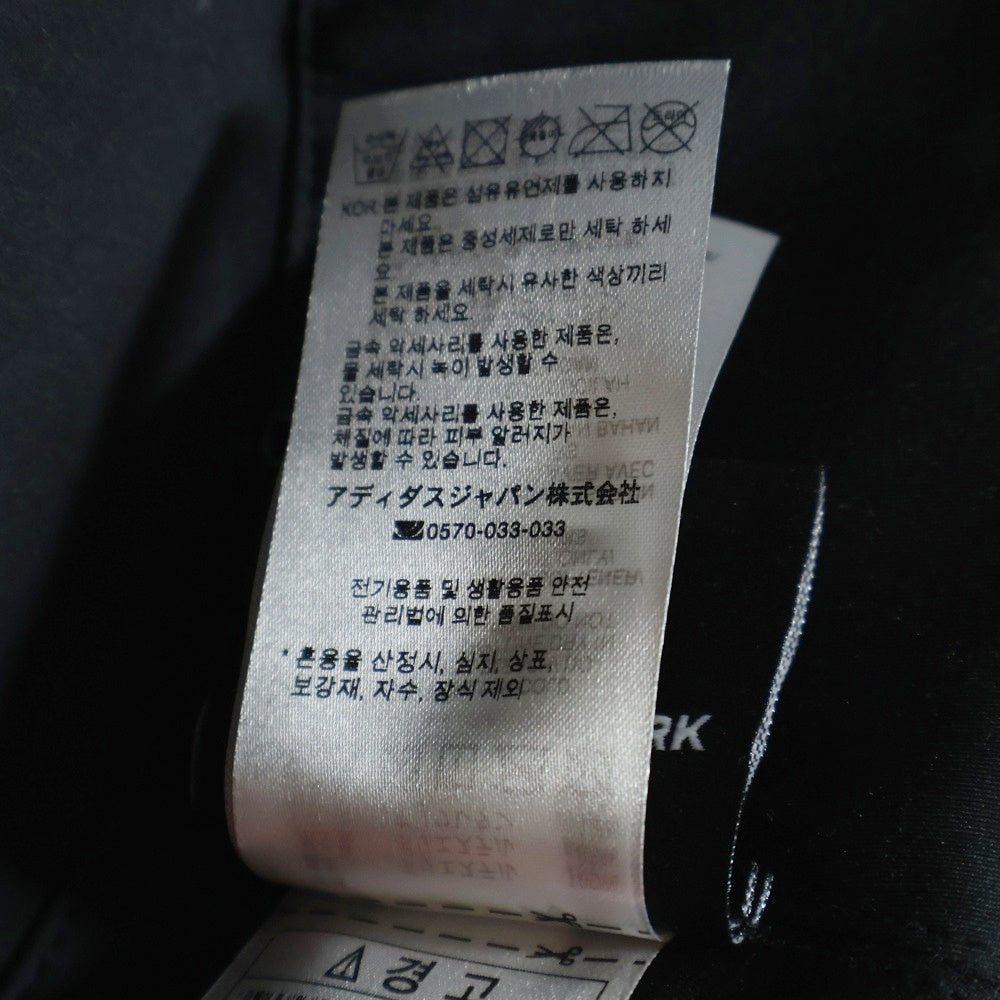 드라이
KOR:본 제품은 섬유유연제를 사용하지
마세요.
본 제품은 중성세제로만 세탁 하세
요.
본 제품을 세탁시 유사한 색상끼리
세탁 하세요.
금속 악세사리를 사용한 제품은,
물 세탁시 녹이 발생할 수
있습니다.
금속 악세사리를 사용한 제품은,
체질에 따라 피부 알러지가
발생할 수 있습니다.
アディダスジャパン株式会社
0570-033-033
전기용품 및 생활용품 안전
관리법에 의한 품질표시
* 혼용율 산정시, 심지, 상표,
보강재, 자수, 장식 제외
RK
경고